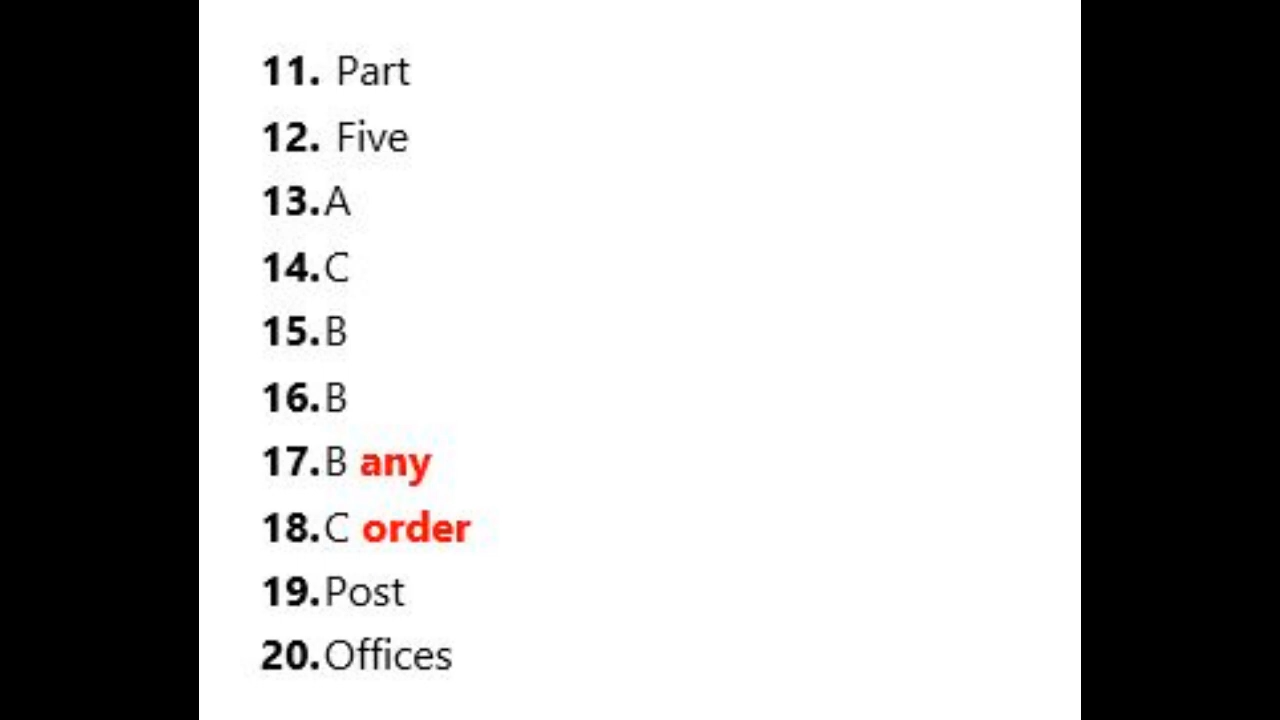 11. Part
12. Five
13.A
14.C
15.B
16.B
17.B any
18.C order
19.Post
20.Offices